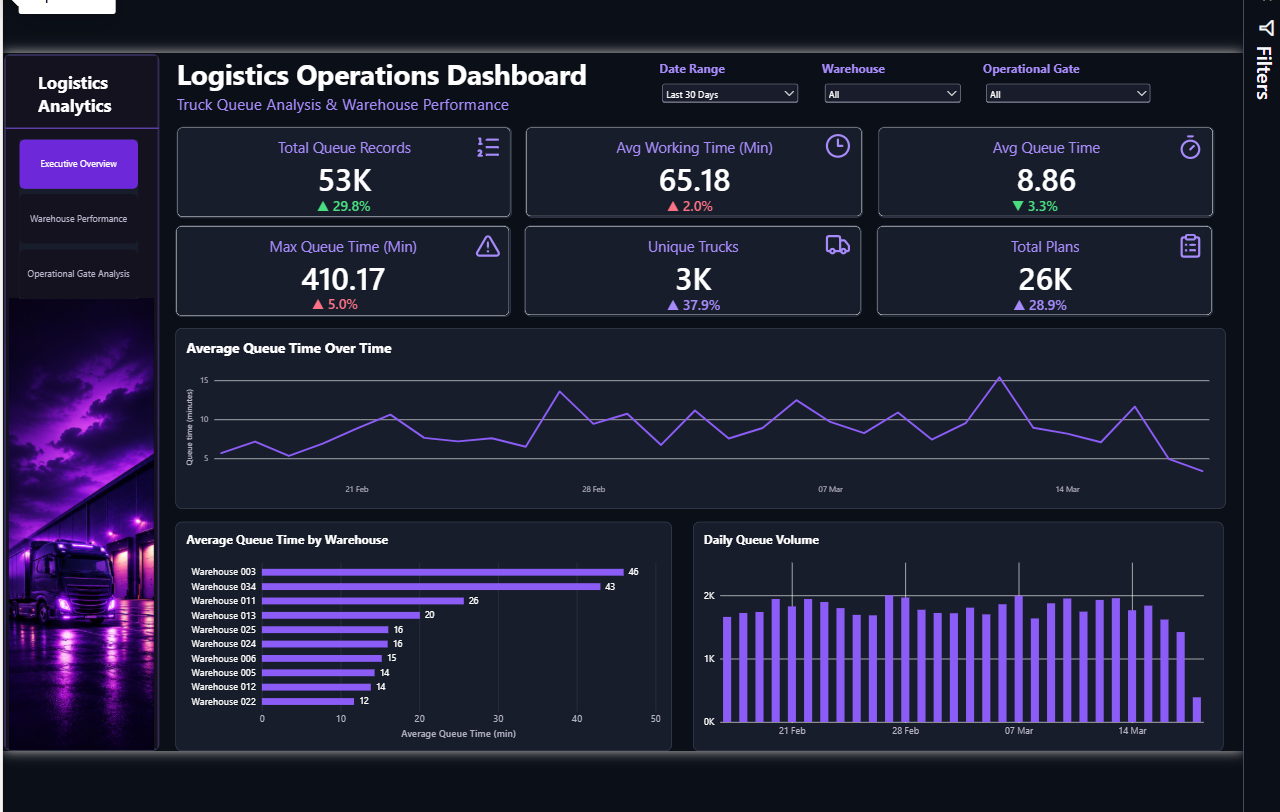 Logistics
Analytics
Executive Overview
Warehouse Performance
Operational Gate Analysis
Logistics Operations Dashboard
Truck Queue Analysis & Warehouse Performance
Date Range
Last 30 Days
Warehouse
All
Operational Gate
All
Filters
Total Queue Records
53K
▲ 29.8%
Avg Working Time (Min)
65.18
▲ 2.0%
Avg Queue Time
8.86
▼ 3.3%
Max Queue Time (Min)
410.17
▲ 5.0%
Unique Trucks
3K
▲ 37.9%
Total Plans
26K
▲ 28.9%
Average Queue Time Over Time
Queue time (minutes)
15
10
5
21 Feb
28 Feb
07 Mar
14 Mar
Average Queue Time by Warehouse
Warehouse 003 46
Warehouse 034 43
Warehouse 011 26
Warehouse 013 20
Warehouse 025 16
Warehouse 024 16
Warehouse 006 15
Warehouse 005 14
Warehouse 012 14
Warehouse 022 12
0 10 20 30 40 50
Average Queue Time (min)
Daily Queue Volume
2K
1K
0K
21 Feb
28 Feb
07 Mar
14 Mar